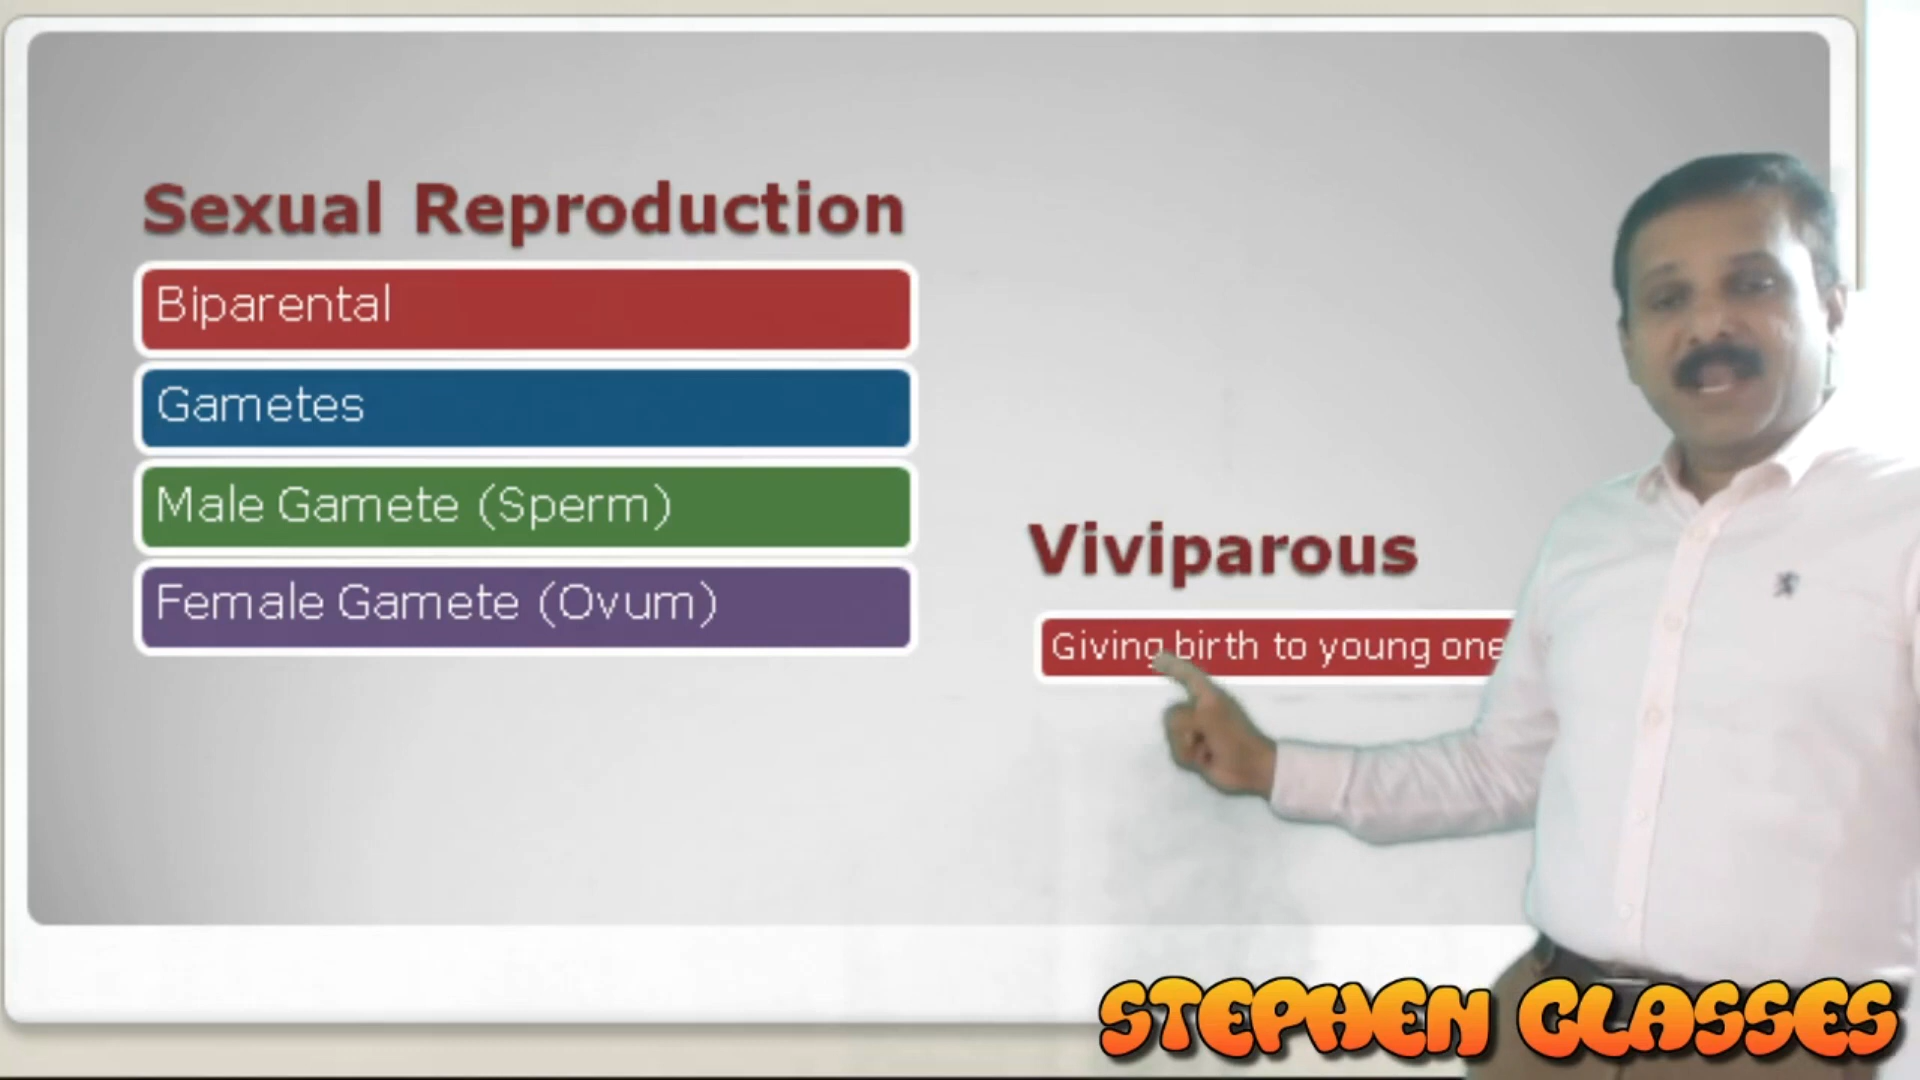 Sexual Reproduction
Biparental
Gametes
Male Gamete (Sperm)
Female Gamete (Ovum)
Viviparous
Giving birth to young one
STEPHEN CLASSES